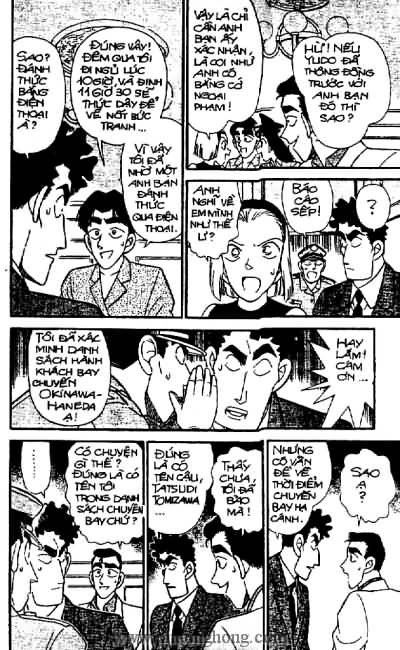 SAO?
ĐÁNH
THỨC
BẰNG
ĐIỆN
THOẠI
À?
ĐÚNG VẬY!
ĐÊM QUA TÔI
ĐI NGỦ LÚC
10 GIỜ, VÀ ĐỊNH
11 GIỜ 30 SẼ
THỨC DẬY ĐỂ
VẼ NỐT BỨC
TRANH...
VÌ VẬY
TÔI ĐÃ
NHỜ MỘT
ANH BẠN
ĐÁNH
THỨC
QUA ĐIỆN
THOẠI.
VẬY LÀ CHỈ
CẦN ANH
BẠN ẤY
XÁC NHẬN,
LÀ COI NHƯ
ANH CÓ
BẰNG CỚ
NGOẠI
PHẠM!
HỪ! NẾU
YUDO ĐÃ
THÔNG ĐỒNG
TRƯỚC VỚI
ANH BẠN
ĐÓ THÌ
SAO?
ANH
NGHĨ VỀ
EM MÌNH
NHƯ THẾ
Ư?
BÁO
CÁO
SẾP!
?
TÔI ĐÃ XÁC
MINH DANH
SÁCH HÀNH
KHÁCH BAY
CHUYẾN
OKINAWA-
HANEDA
Ạ!
HAY
LẮM!
CẢM
ƠN...
......
CÓ CHUYỆN
GÌ THẾ?
ĐÚNG LÀ CÓ
TÊN TÔI
TRONG DANH
SÁCH CHUYẾN
BAY CHỨ?
ĐÚNG
LÀ CÓ
TÊN CẬU,
TATSUDI
TOMIZAWA
...
THẤY
CHƯA,
TÔI ĐÃ
BẢO
MÀ!
NHƯNG
CÓ VẤN
ĐỀ VỀ
THỜI ĐIỂM
CHUYẾN
BAY HẠ
CÁNH.
SAO
Ạ?